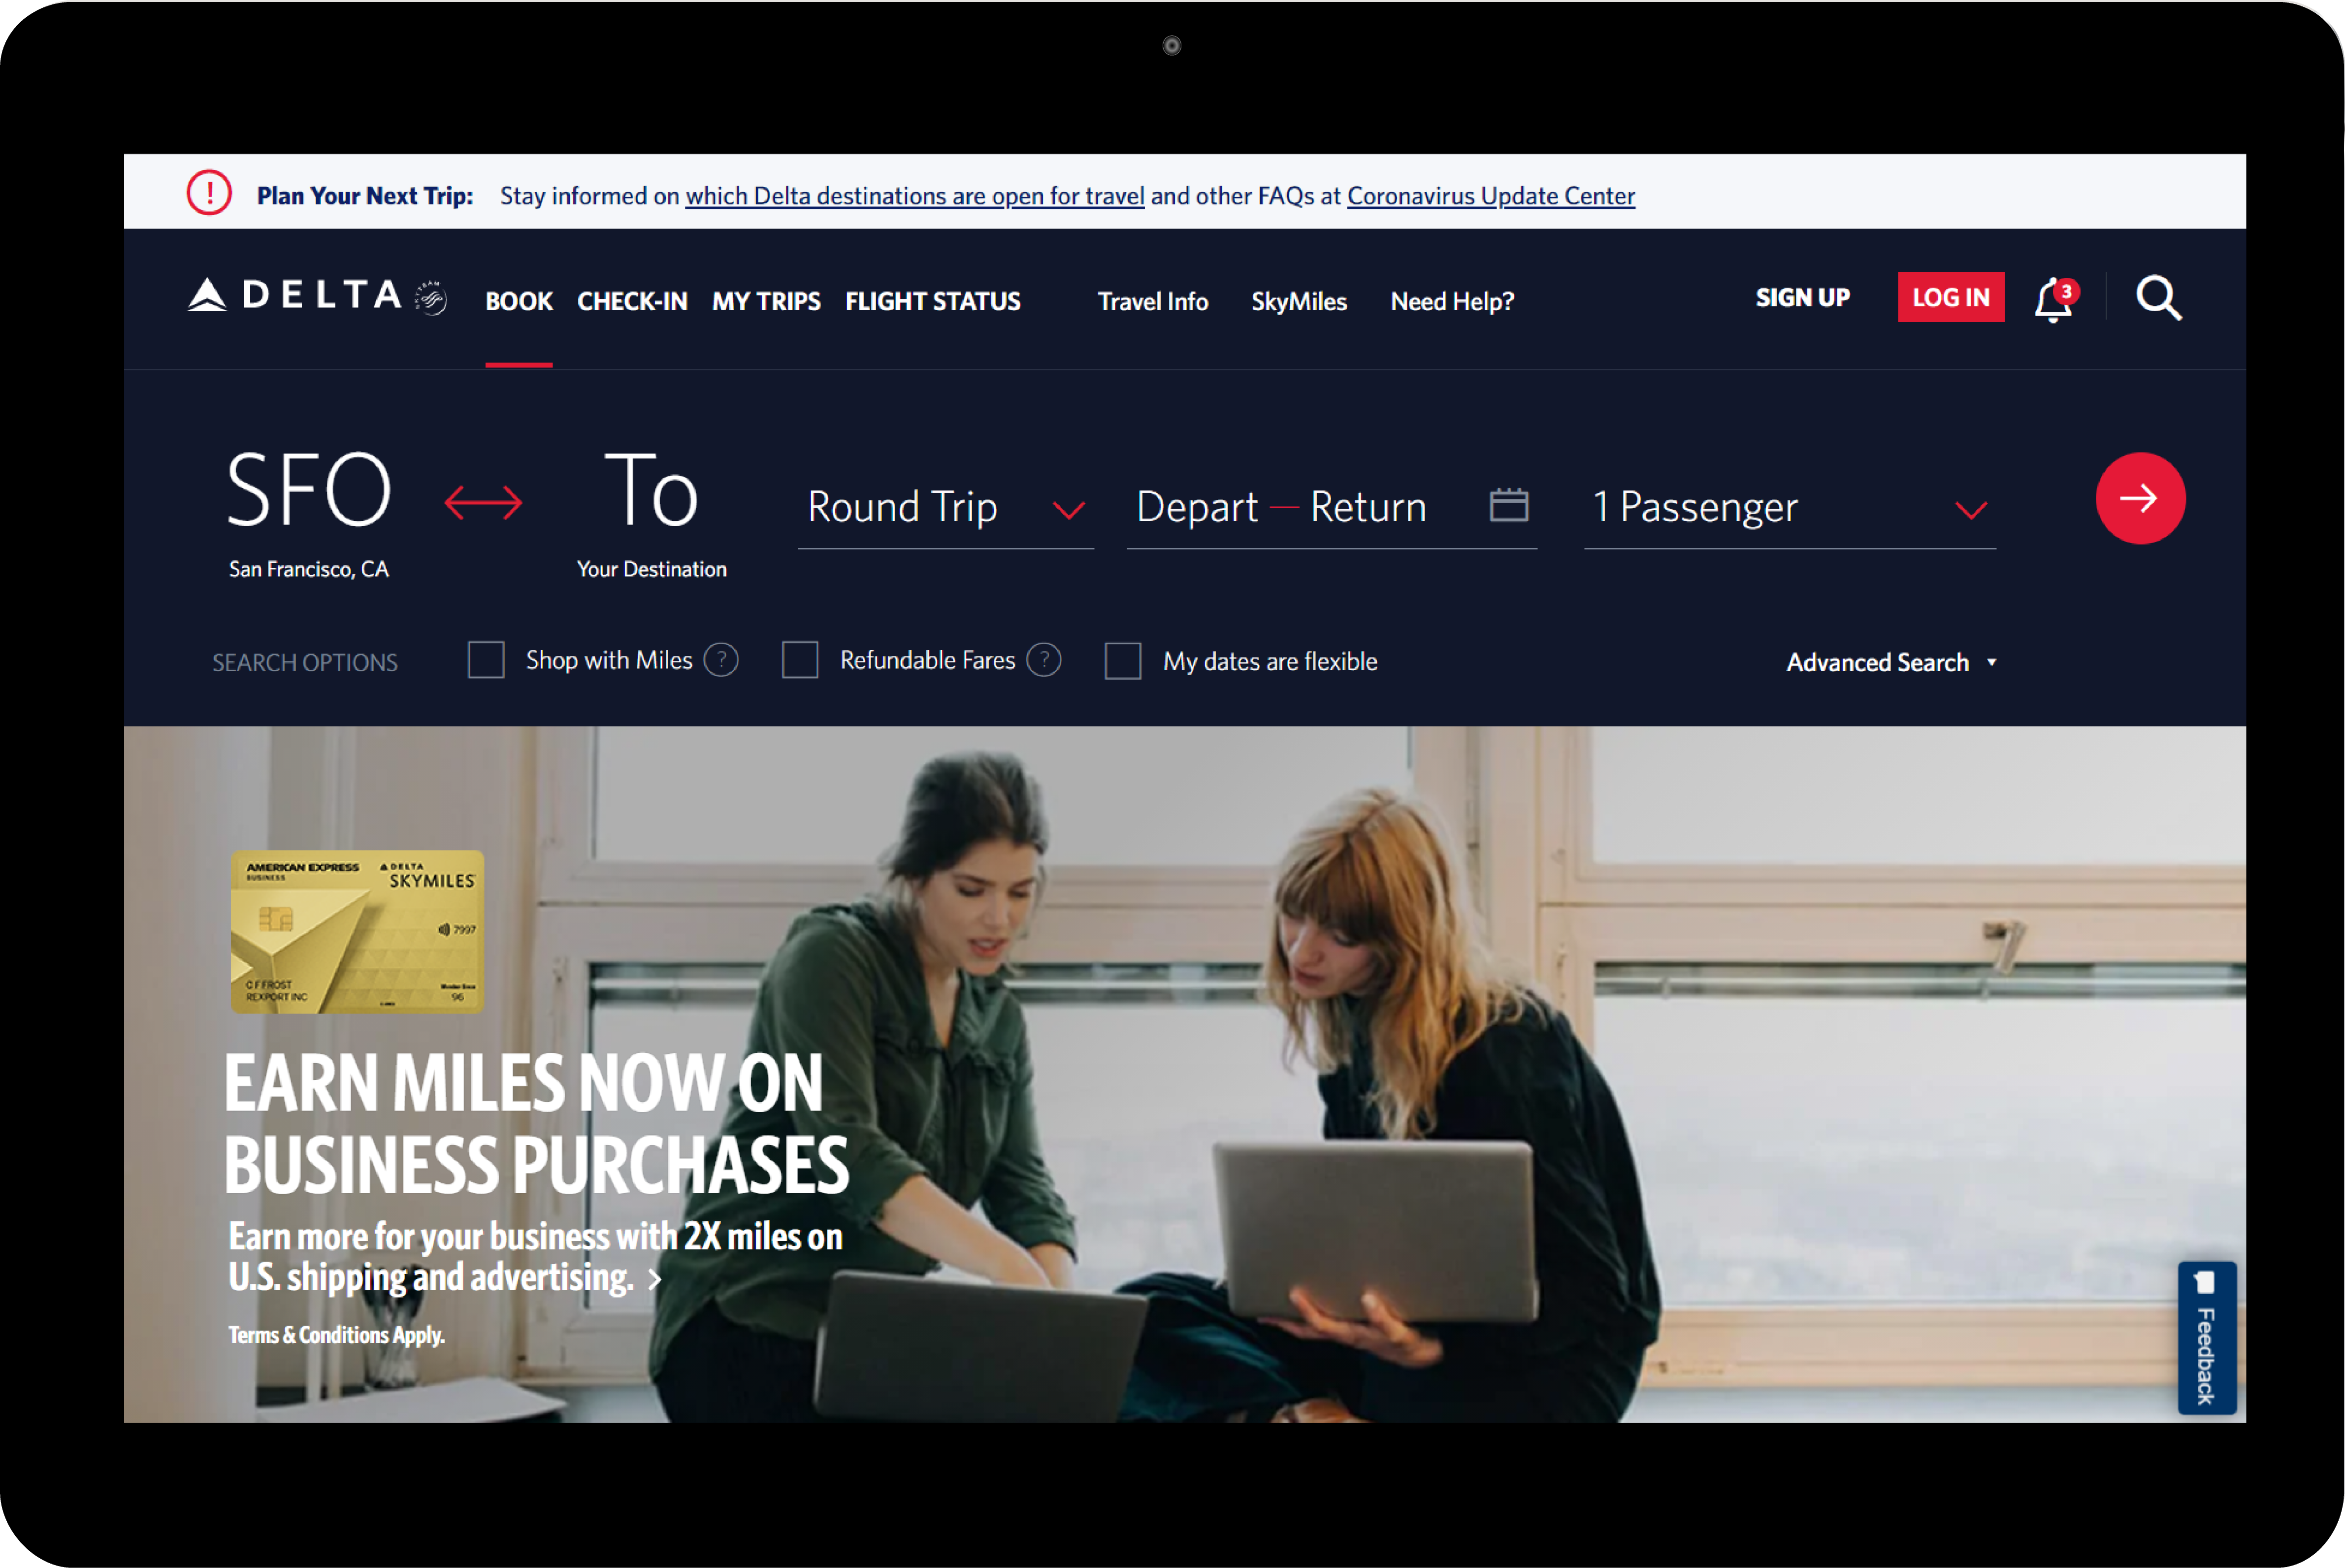 ! Plan Your Next Trip: Stay informed on which Delta destinations are open for travel and other FAQs at Coronavirus Update Center
DELTA SKYTEAM BOOK CHECK-IN MY TRIPS FLIGHT STATUS Travel Info SkyMiles Need Help? SIGN UP LOG IN 3
SFO To Round Trip Depart — Return 1 Passenger
San Francisco, CA Your Destination
SEARCH OPTIONS Shop with Miles ? Refundable Fares ? My dates are flexible Advanced Search
AMERICAN EXPRESS DELTA
BUSINESS SKYMILES
7997
C F FROST Member Since
REXPORT INC 96
EARN MILES NOW ON
BUSINESS PURCHASES
Earn more for your business with 2X miles on
U.S. shipping and advertising. >
Terms & Conditions Apply.
Feedback